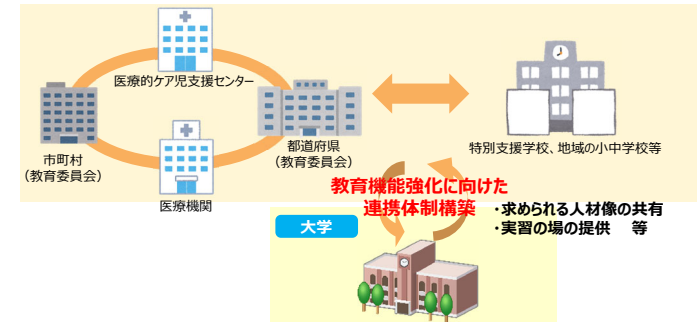 医療的ケア児支援センター
市町村
（教育委員会）
都道府県
（教育委員会）
特別支援学校、地域の小中学校等
医療機関
教育機能強化に向けた
連携体制構築
・求められる人材像の共有
・実習の場の提供　等
大学